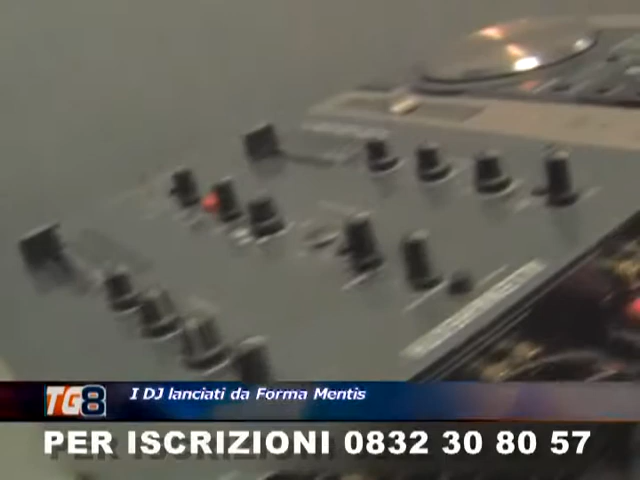 TG8 I DJ lanciati da Forma Mentis
PER ISCRIZIONI 0832 30 80 57